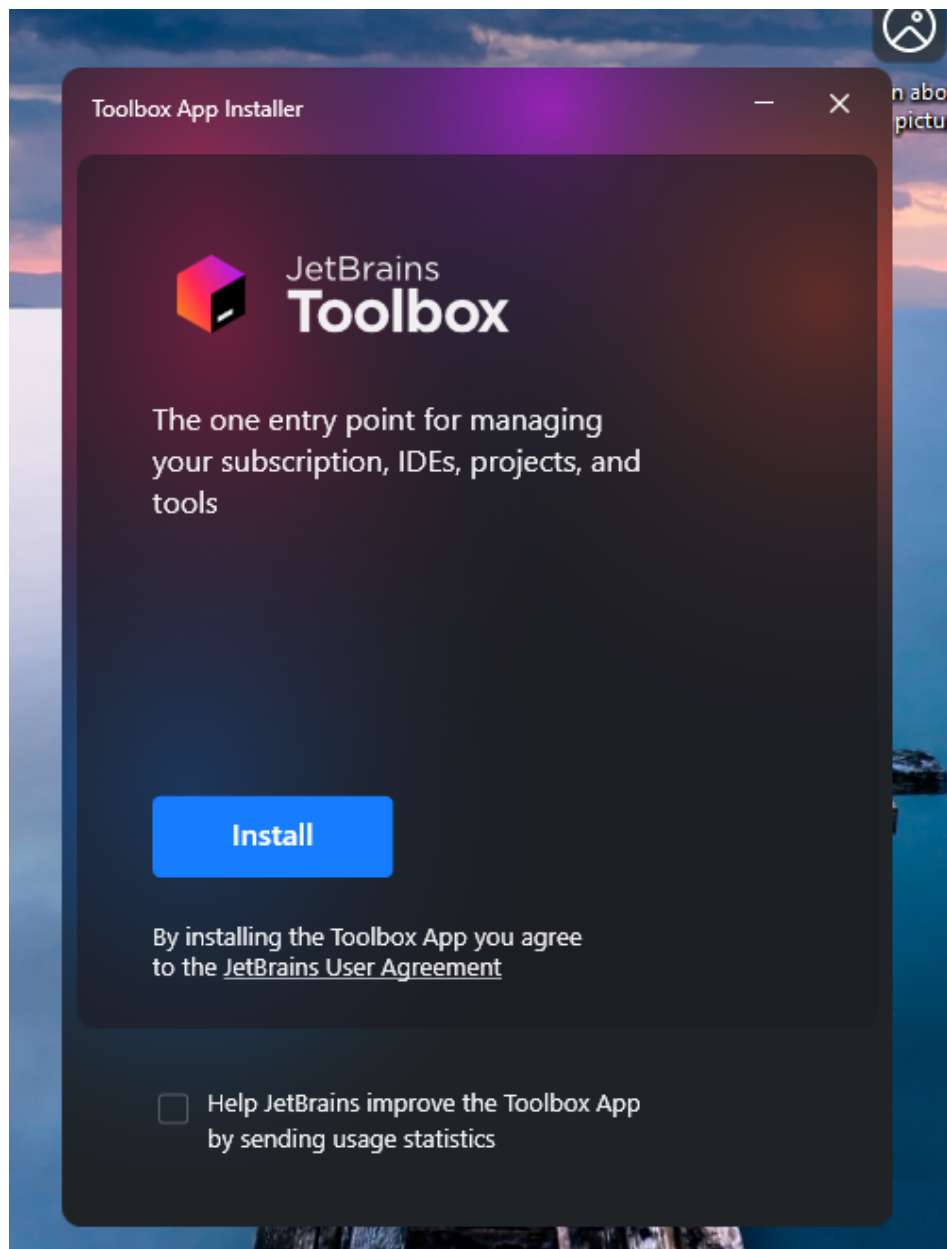 Toolbox App Installer
n abo
pictu
JetBrains
Toolbox
The one entry point for managing
your subscription, IDEs, projects, and
tools
Install
By installing the Toolbox App you agree
to the JetBrains User Agreement
Help JetBrains improve the Toolbox App
by sending usage statistics